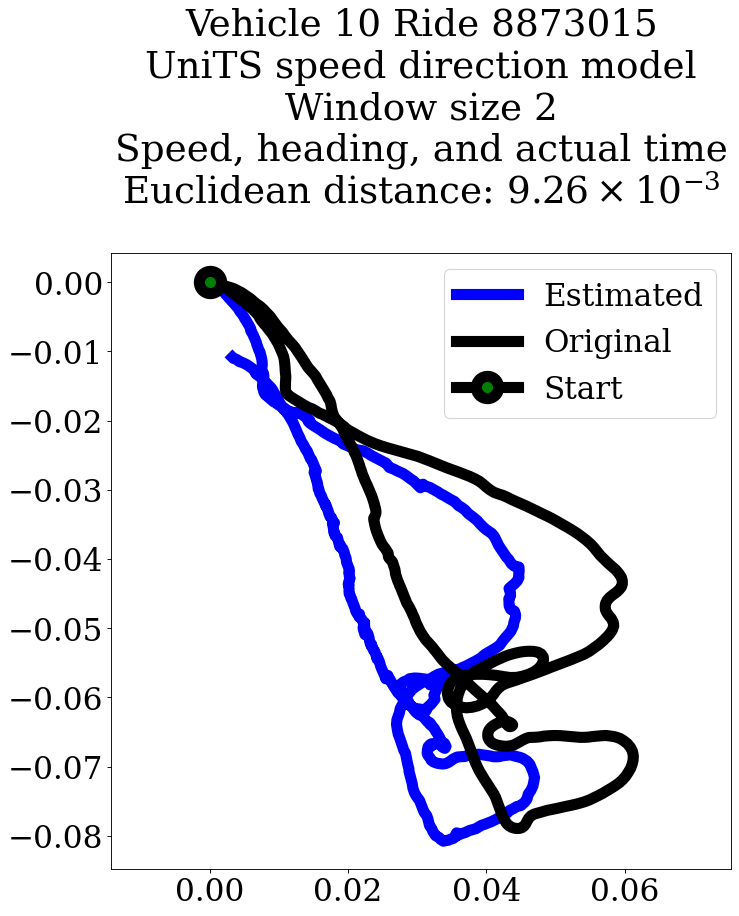 Vehicle 10 Ride 8873015
UniTS speed direction model
Window size 2
Speed, heading, and actual time
Euclidean distance: 9.26 × 10⁻³
Estimated
Original
Start
0.00
−0.01
−0.02
−0.03
−0.04
−0.05
−0.06
−0.07
−0.08
0.00 0.02 0.04 0.06